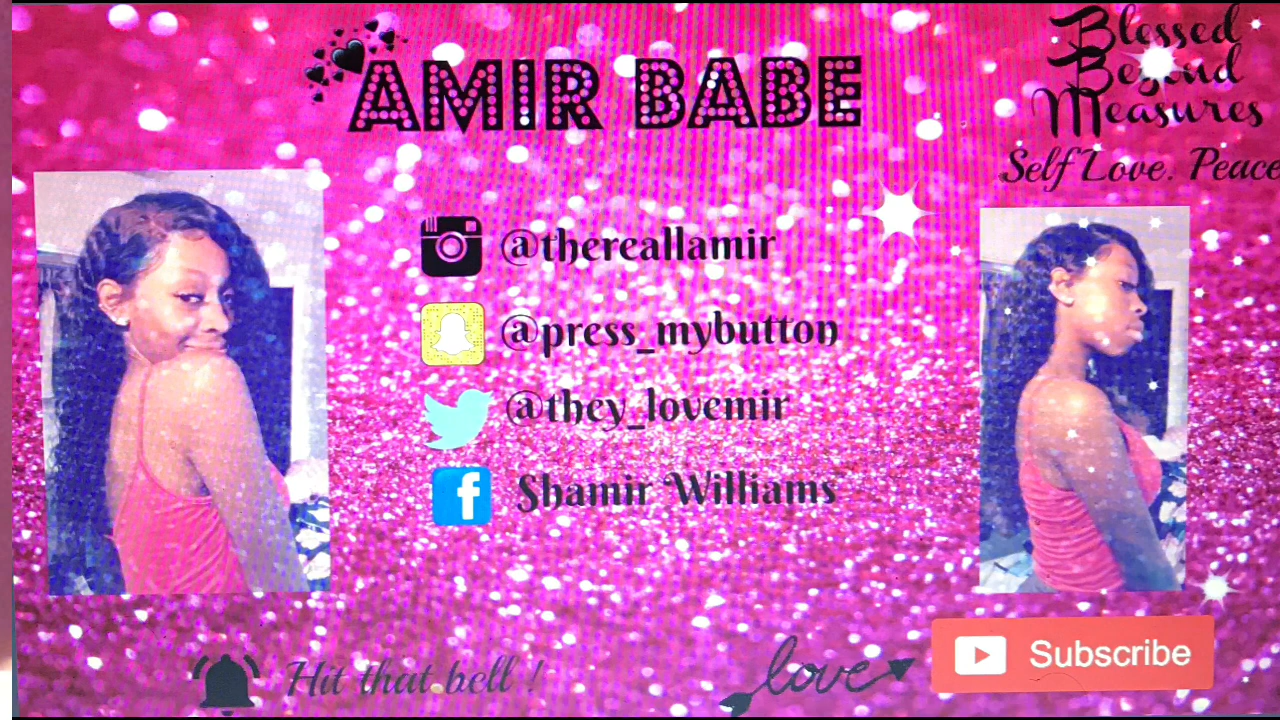 AMIR BABE
Blessed
Beyond
Measures
Self Love. Peace
@thereallamir
@press_mybutton
@they_lovemir
f Shamir Williams
Hit that bell !
love
Subscribe